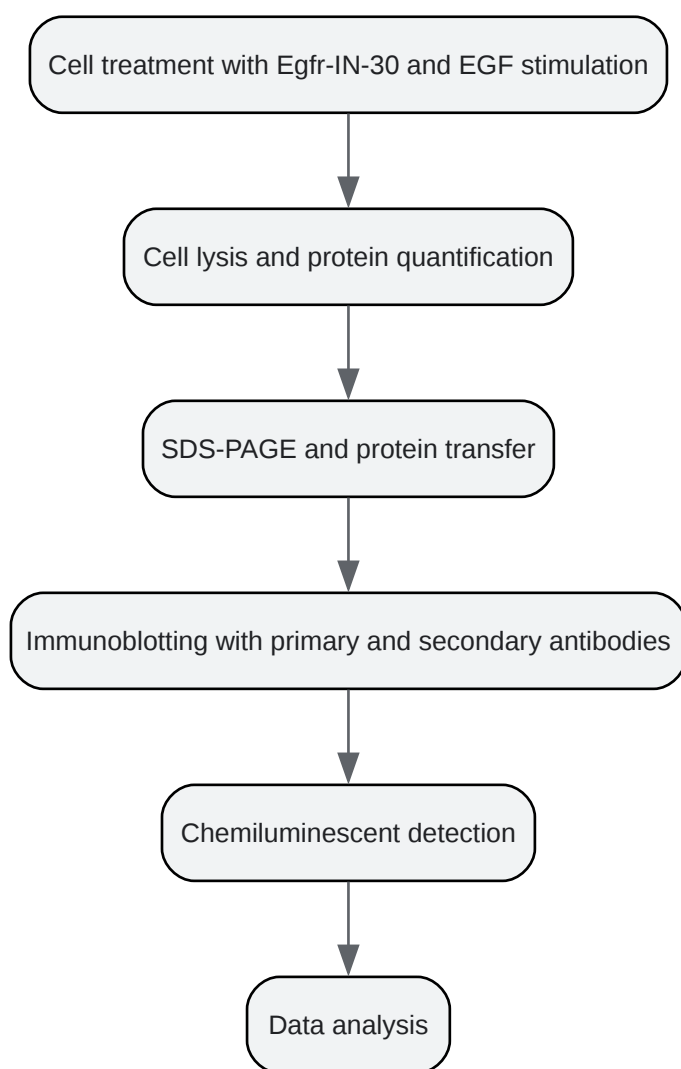 Cell treatment with Egfr-IN-30 and EGF stimulation
Cell lysis and protein quantification
SDS-PAGE and protein transfer
Immunoblotting with primary and secondary antibodies
Chemiluminescent detection
Data analysis